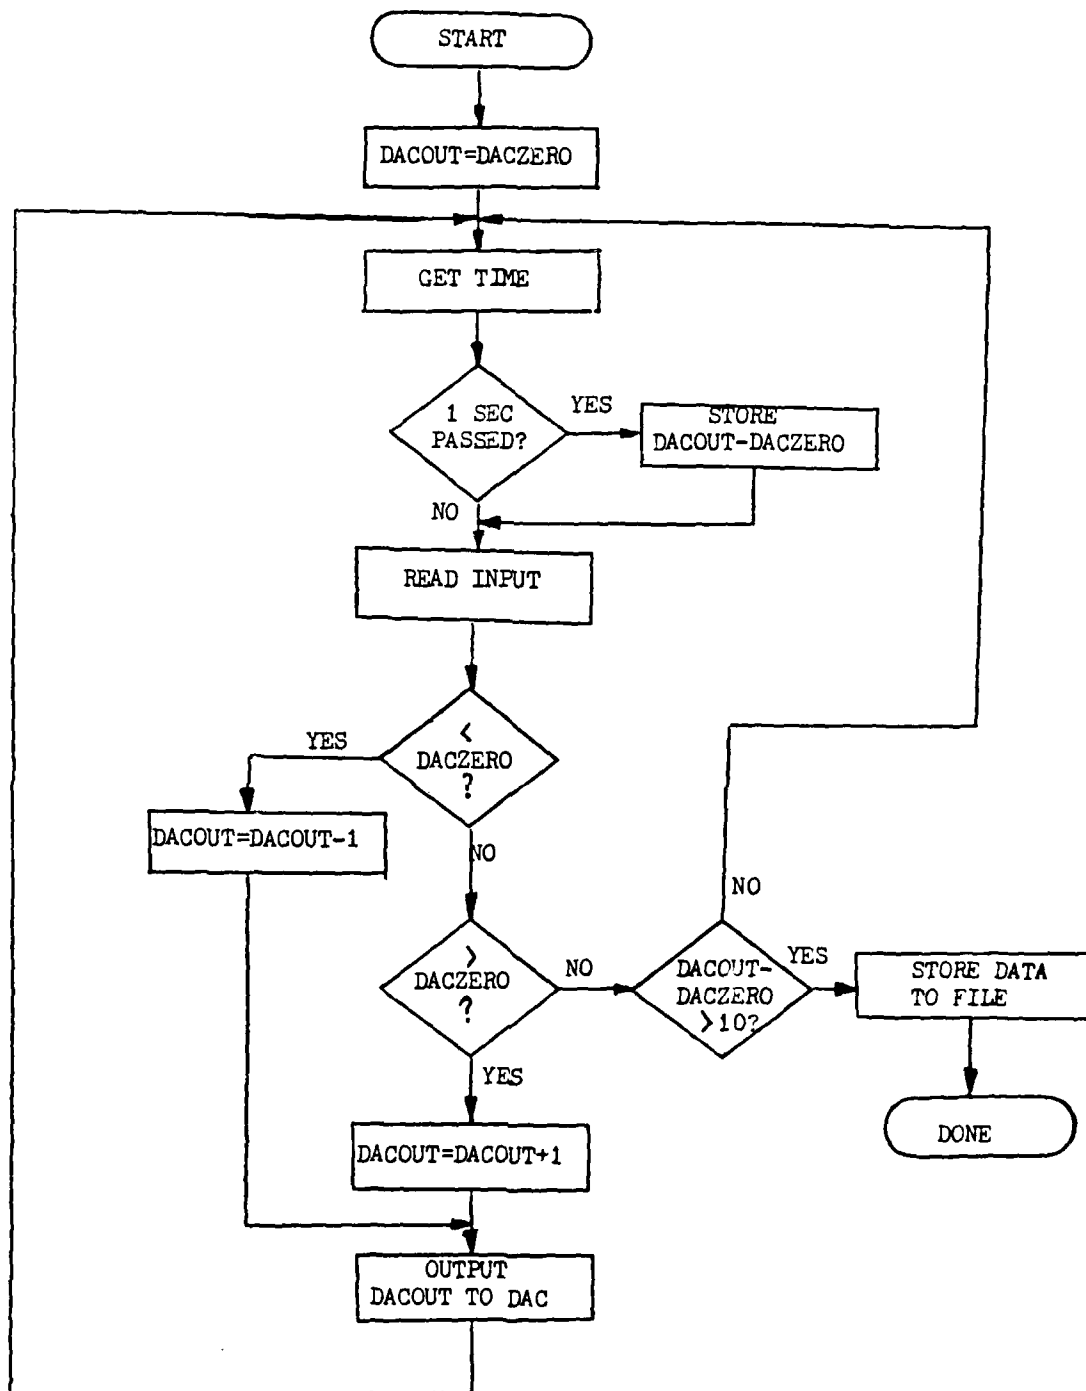 START
DACOUT=DACZERO
GET TIME
1 SEC
PASSED?
YES
STORE
DACOUT-DACZERO
NO
READ INPUT
<
DACZERO
?
YES
DACOUT=DACOUT-1
NO
>
DACZERO
?
NO
DACOUT-
DACZERO
>10?
NO
YES
STORE DATA
TO FILE
DONE
YES
DACOUT=DACOUT+1
OUTPUT
DACOUT TO DAC